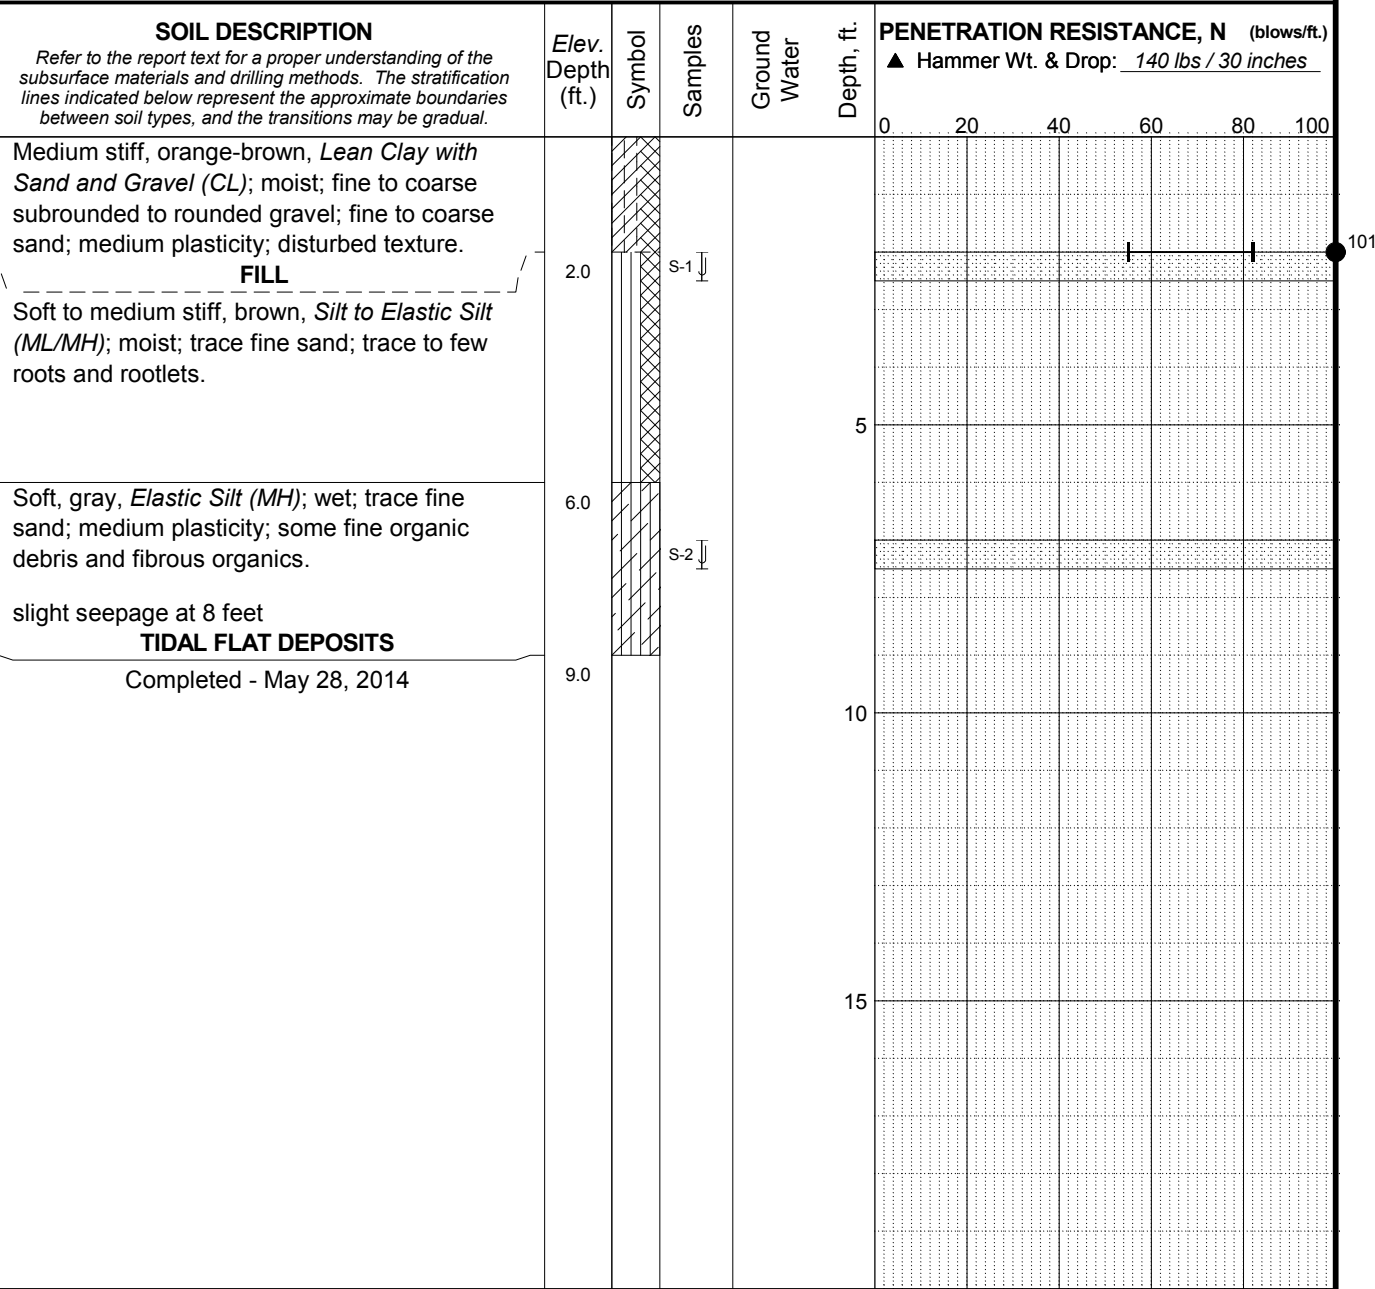 SOIL DESCRIPTION
Refer to the report text for a proper understanding of the
subsurface materials and drilling methods. The stratification
lines indicated below represent the approximate boundaries
between soil types, and the transitions may be gradual.
Elev.
Depth
(ft.)
Symbol
Samples
Ground
Water
Depth, ft.
PENETRATION RESISTANCE, N (blows/ft.)
▲ Hammer Wt. & Drop: 140 lbs / 30 inches
0 20 40 60 80 100
Medium stiff, orange-brown, Lean Clay with
Sand and Gravel (CL); moist; fine to coarse
subrounded to rounded gravel; fine to coarse
sand; medium plasticity; disturbed texture.
FILL
2.0
S-1
101
Soft to medium stiff, brown, Silt to Elastic Silt
(ML/MH); moist; trace fine sand; trace to few
roots and rootlets.
5
Soft, gray, Elastic Silt (MH); wet; trace fine
sand; medium plasticity; some fine organic
debris and fibrous organics.
6.0
S-2
slight seepage at 8 feet
TIDAL FLAT DEPOSITS
Completed - May 28, 2014
9.0
10
15